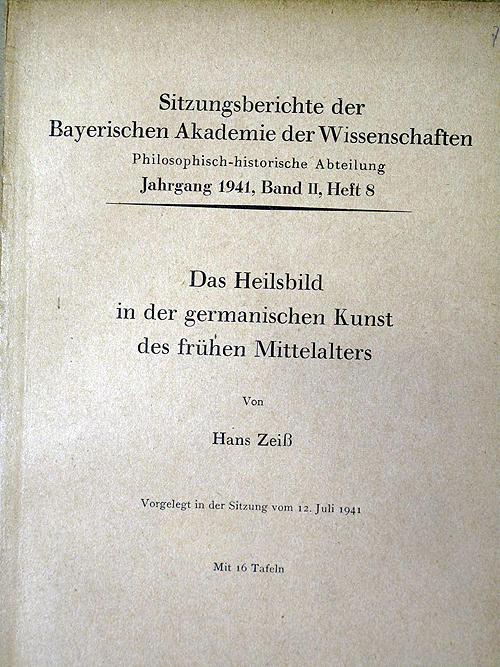 Sitzungsberichte der
Bayerischen Akademie der Wissenschaften
Philosophisch-historische Abteilung
Jahrgang 1941, Band II, Heft 8
Das Heilsbild
in der germanischen Kunst
des frühen Mittelalters
Von
Hans Zeiß
Vorgelegt in der Sitzung vom 12. Juli 1941
Mit 16 Tafeln